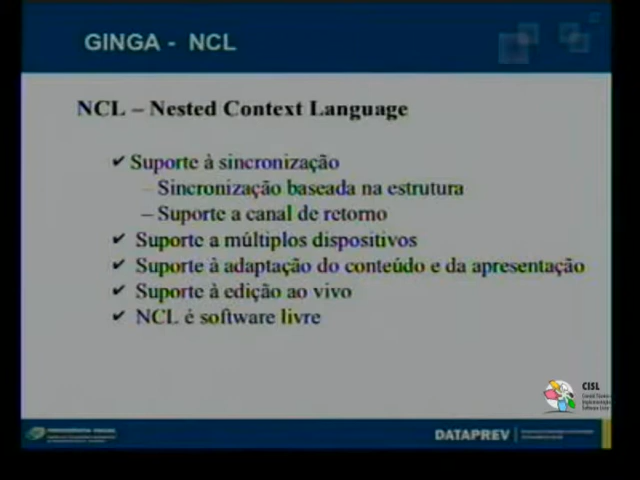 GINGA - NCL
NCL – Nested Context Language
✔ Suporte à sincronização
– Sincronização baseada na estrutura
– Suporte a canal de retorno
✔ Suporte a múltiplos dispositivos
✔ Suporte à adaptação do conteúdo e da apresentação
✔ Suporte à edição ao vivo
✔ NCL é software livre
CISL
DATAPREV